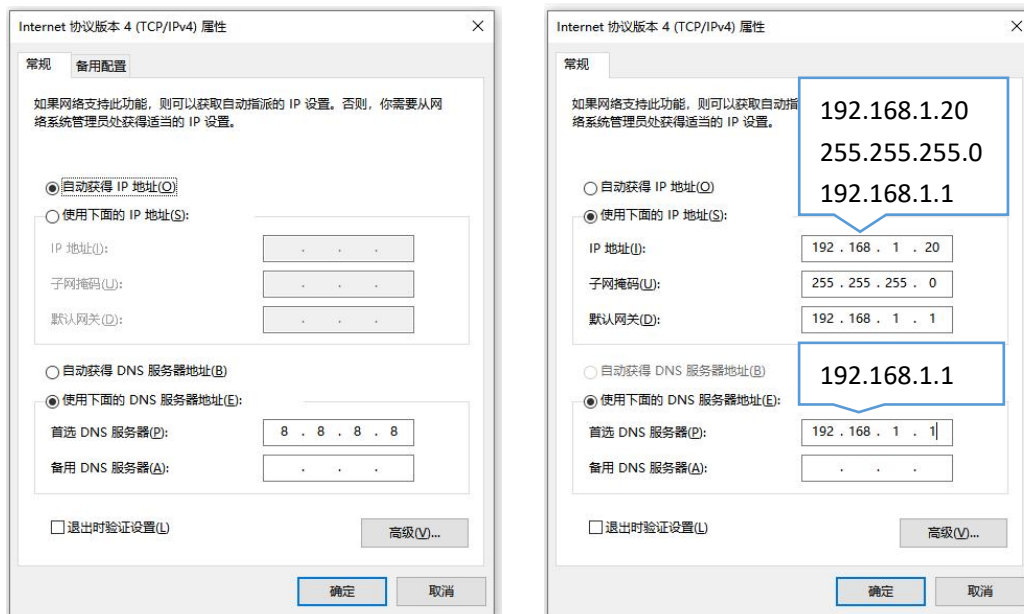 Internet 协议版本 4 (TCP/IPv4) 属性
常规 备用配置
如果网络支持此功能，则可以获取自动指派的 IP 设置。否则，你需要从网
络系统管理员处获得适当的 IP 设置。
自动获得 IP 地址(O)
使用下面的 IP 地址(S):
IP 地址(I): . . .
子网掩码(U): . . .
默认网关(D): . . .
自动获得 DNS 服务器地址(B)
使用下面的 DNS 服务器地址(E):
首选 DNS 服务器(P): 8 . 8 . 8 . 8
备用 DNS 服务器(A): . . .
退出时验证设置(L)
高级(V)...
确定 取消
Internet 协议版本 4 (TCP/IPv4) 属性
常规
如果网络支持此功能，则可以获取自动指
络系统管理员处获得适当的 IP 设置。
192.168.1.20
255.255.255.0
192.168.1.1
自动获得 IP 地址(O)
使用下面的 IP 地址(S):
IP 地址(I): 192 . 168 . 1 . 20
子网掩码(U): 255 . 255 . 255 . 0
默认网关(D): 192 . 168 . 1 . 1
自动获得 DNS 服务器地址(B)
192.168.1.1
使用下面的 DNS 服务器地址(E):
首选 DNS 服务器(P): 192 . 168 . 1 . 1
备用 DNS 服务器(A): . . .
退出时验证设置(L)
高级(V)...
确定 取消